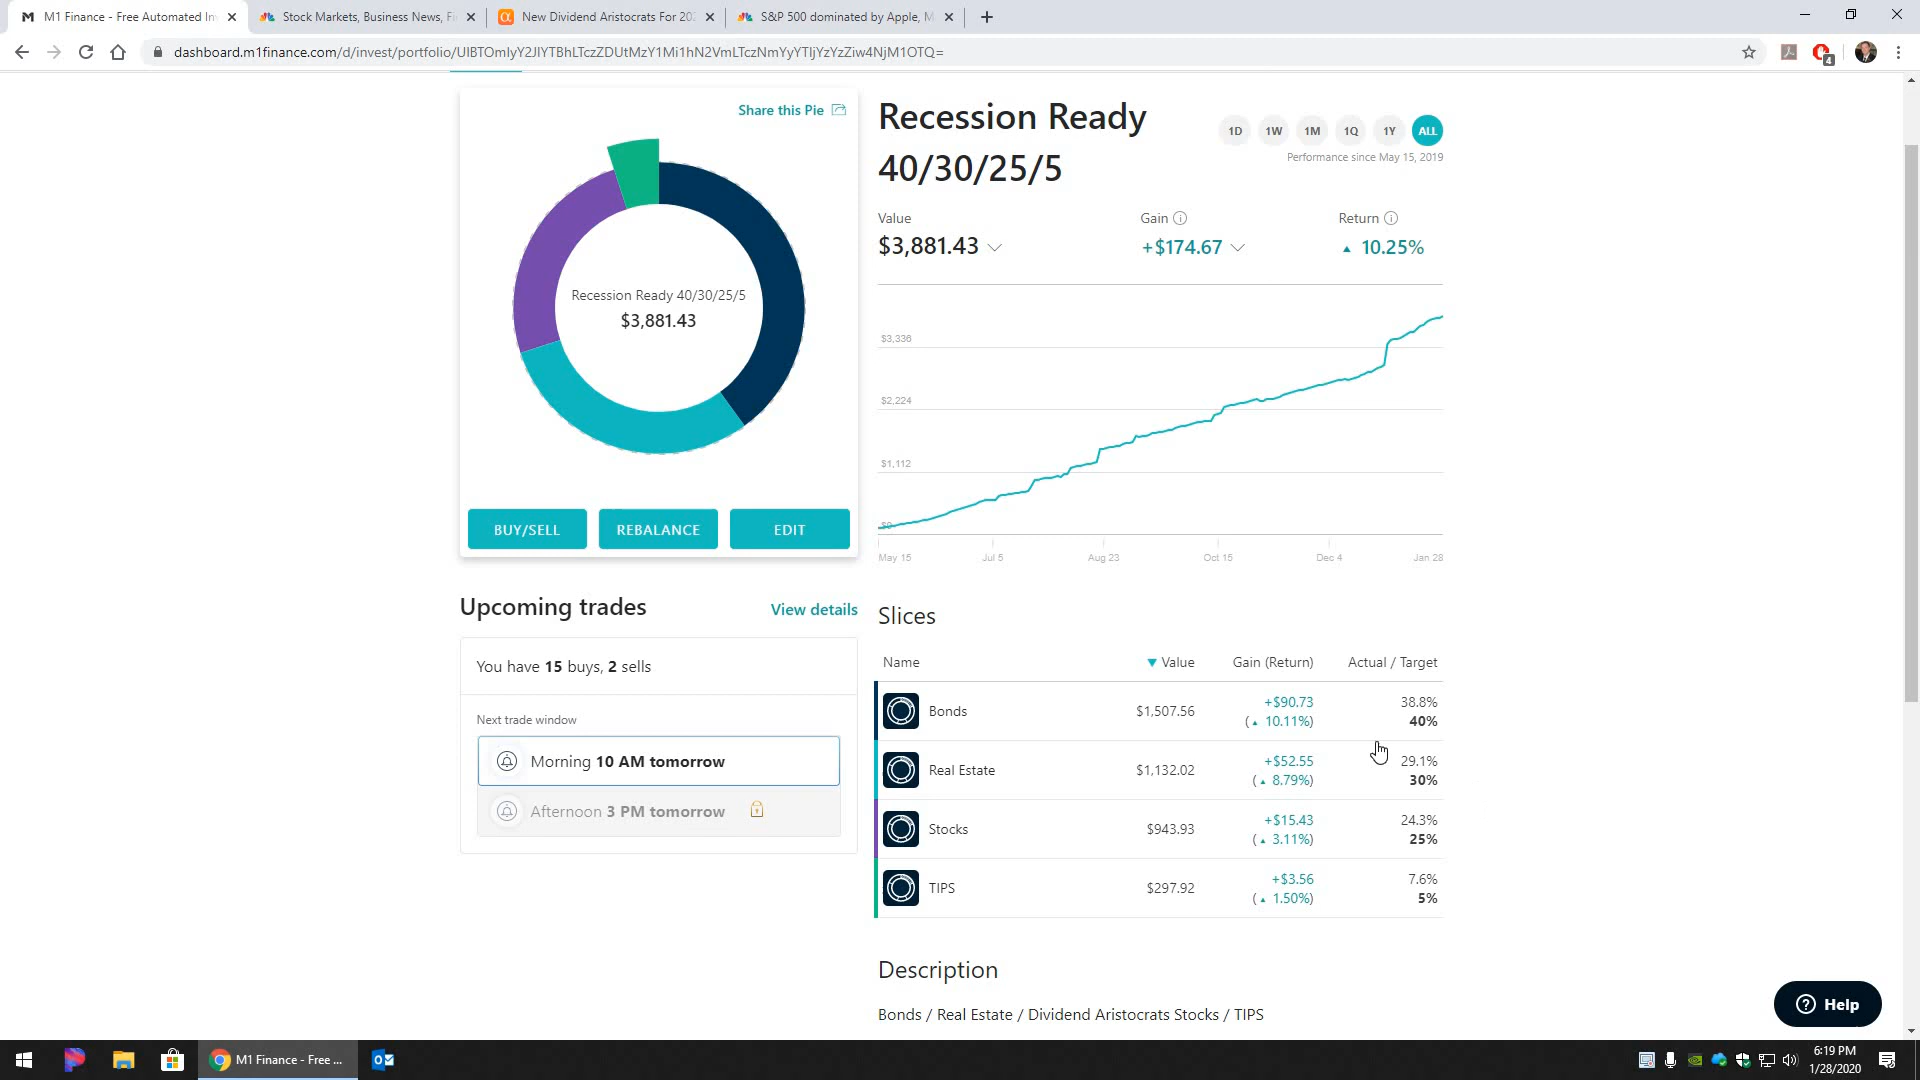 M1 Finance - Free Automated In
Stock Markets, Business News, Fi
New Dividend Aristocrats For 202
S&P 500 dominated by Apple, M
dashboard.m1finance.com/d/invest/portfolio/UlBTOmIyY2JlYTBhLTczZDUtMzY1Mi1hN2VmLTczNmYyYTljYzYzZiw4NjM1OTQ=
4
Share this Pie
Recession Ready 40/30/25/5
$3,881.43
BUY/SELL
REBALANCE
EDIT
Upcoming trades
View details
You have 15 buys, 2 sells
Next trade window
Morning 10 AM tomorrow
Afternoon 3 PM tomorrow
Recession Ready
40/30/25/5
1D 1W 1M 1Q 1Y ALL
Performance since May 15, 2019
Value
$3,881.43
Gain
+$174.67
Return
10.25%
$3,336
$2,224
$1,112
$0
May 15 Jul 5 Aug 23 Oct 15 Dec 4 Jan 28
Slices
Name Value Gain (Return) Actual / Target
Bonds $1,507.56 +$90.73 38.8%
(▲ 10.11%) 40%
Real Estate $1,132.02 +$52.55 29.1%
(▲ 8.79%) 30%
Stocks $943.93 +$15.43 24.3%
(▲ 3.11%) 25%
TIPS $297.92 +$3.56 7.6%
(▲ 1.50%) 5%
Description
Bonds / Real Estate / Dividend Aristocrats Stocks / TIPS
Help
M1 Finance - Free ...
6:19 PM
1/28/2020